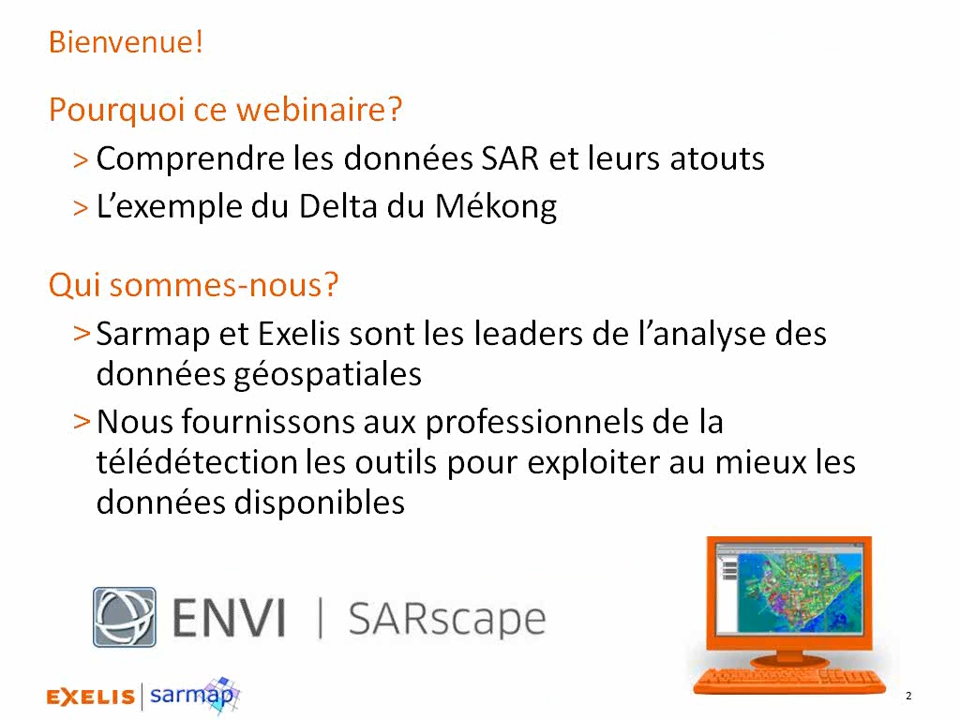 Bienvenue!
Pourquoi ce webinaire?
> Comprendre les données SAR et leurs atouts
> L’exemple du Delta du Mékong
Qui sommes-nous?
> Sarmap et Exelis sont les leaders de l’analyse des
données géospatiales
> Nous fournissons aux professionnels de la
télédétection les outils pour exploiter au mieux les
données disponibles
ENVI | SARscape
EXELIS | sarmap
2